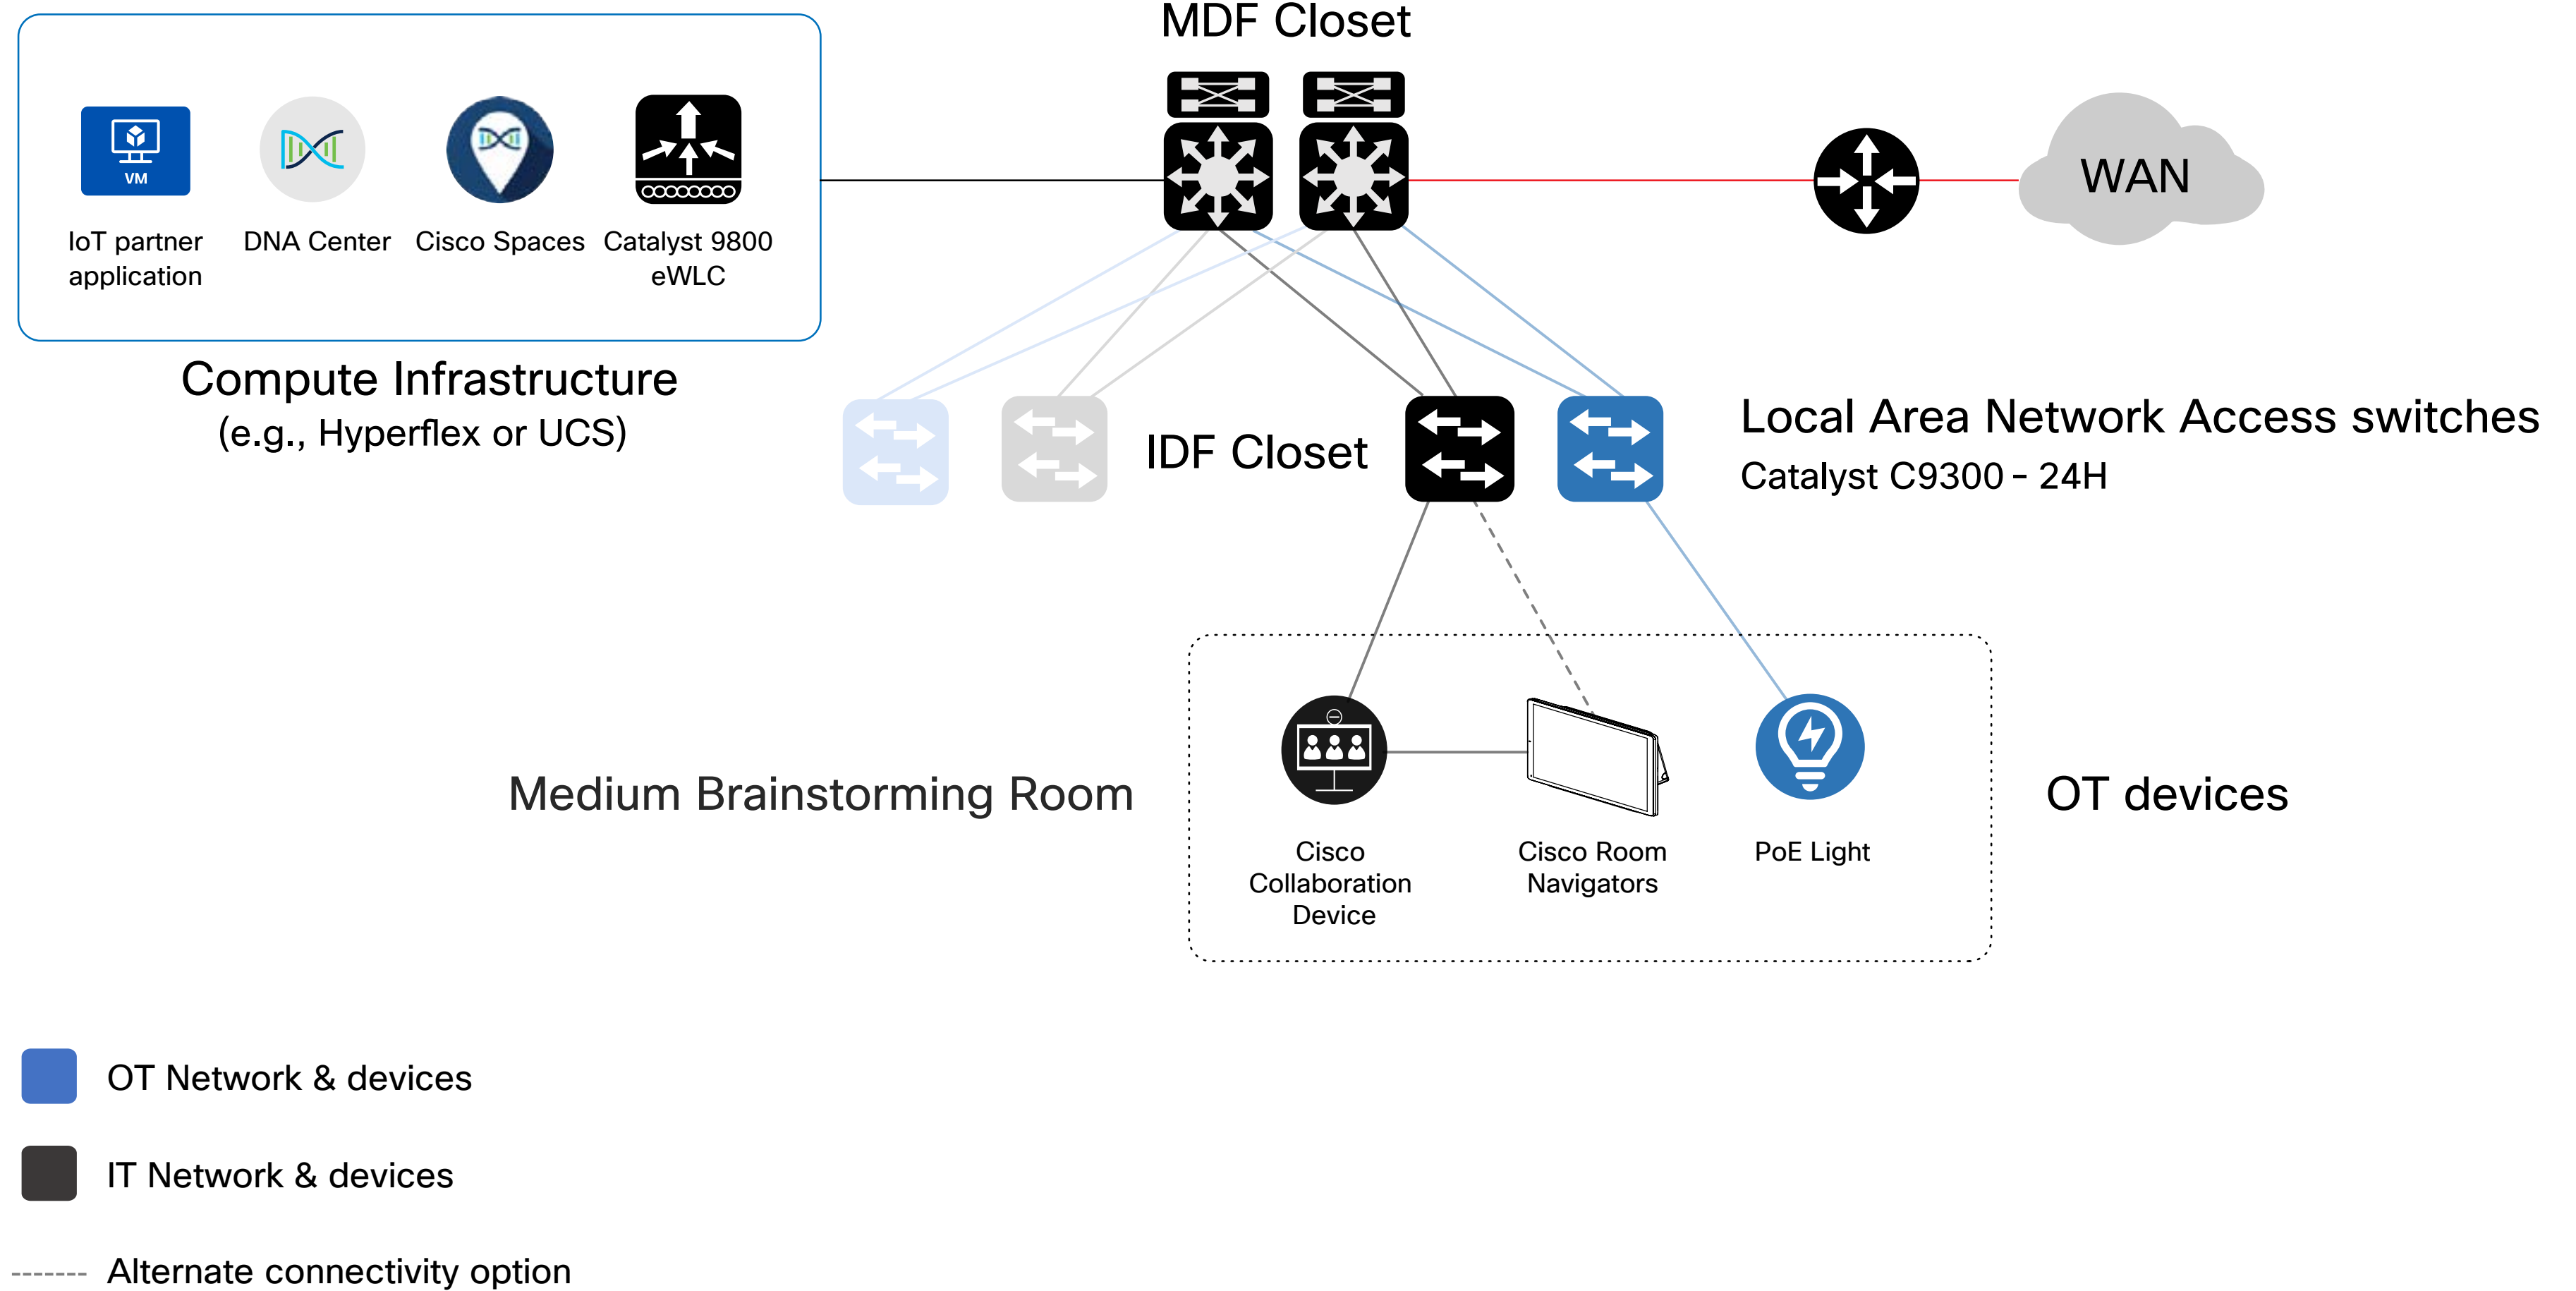 MDF Closet
VM
IoT partner
application
DNA Center
Cisco Spaces
Catalyst 9800
eWLC
WAN
Compute Infrastructure
(e.g., Hyperflex or UCS)
IDF Closet
Local Area Network Access switches
Catalyst C9300 - 24H
Medium Brainstorming Room
Cisco
Collaboration
Device
Cisco Room
Navigators
PoE Light
OT devices
OT Network & devices
IT Network & devices
Alternate connectivity option